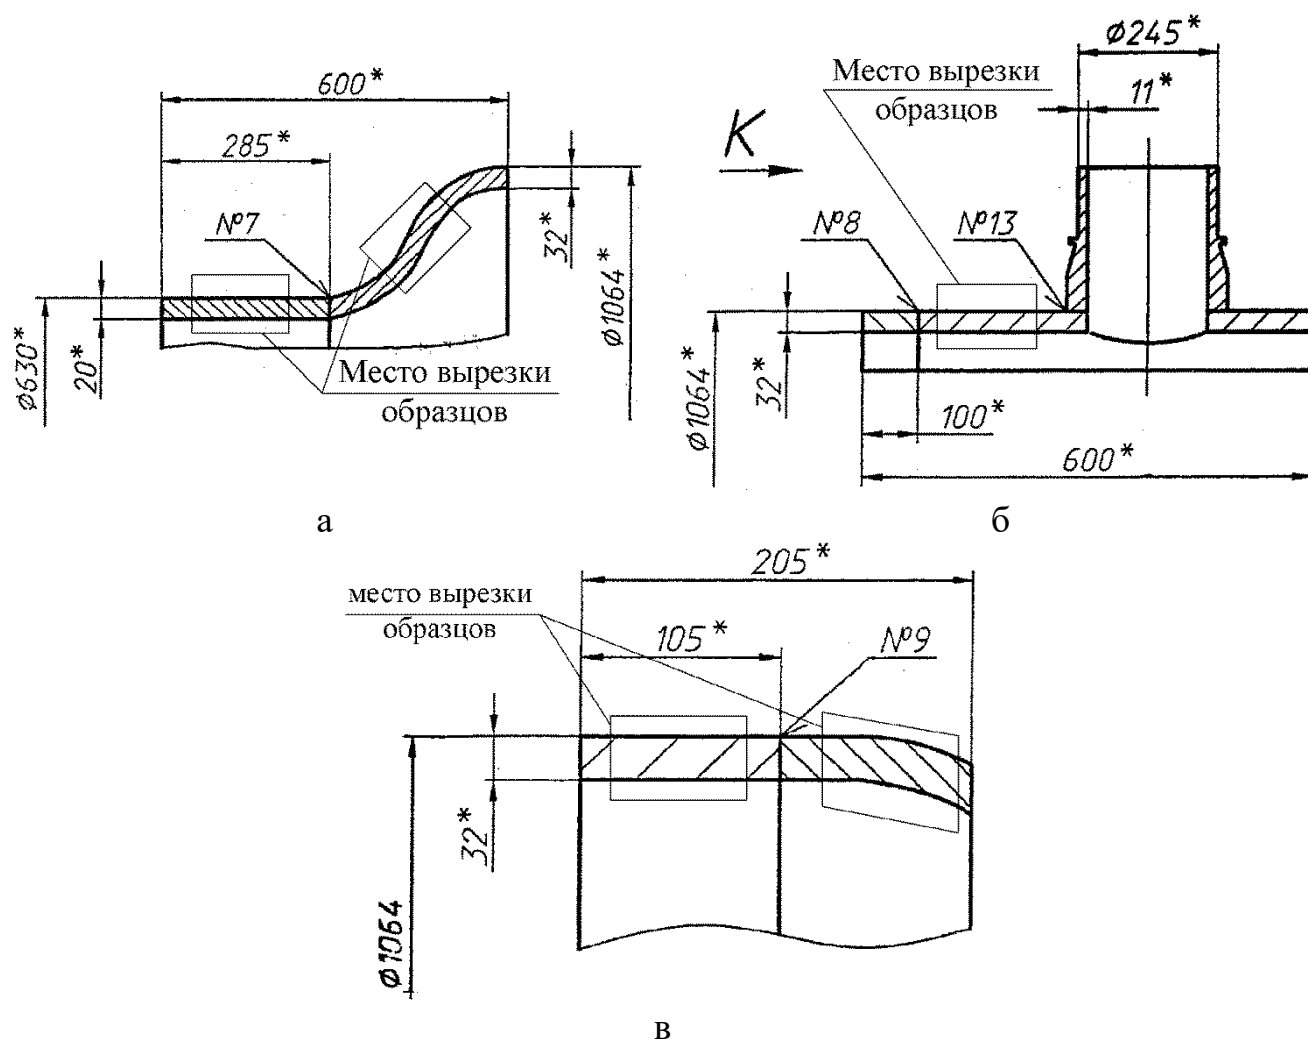 600*
285*
№7
32*
Ø1064*
Ø630*
20*
Место вырезки
образцов
а
Ø245*
Место вырезки
образцов
11*
К
№8
№13
Ø1064*
32*
100*
600*
б
205*
место вырезки
образцов
105*
№9
32*
Ø1064
в